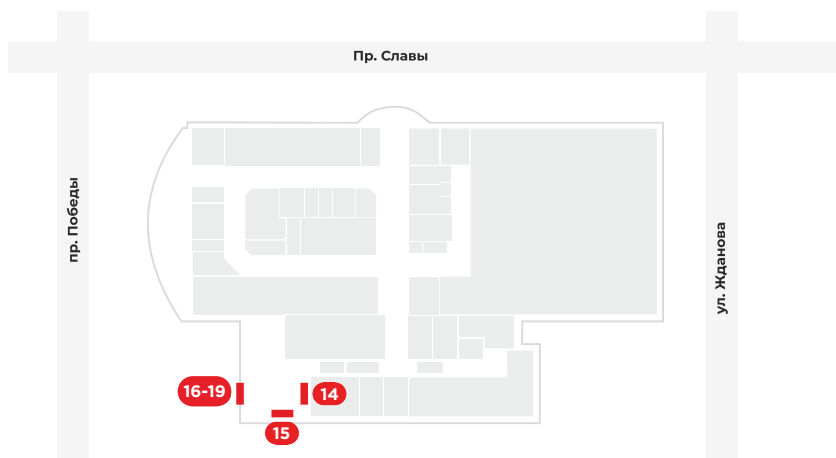 Пр. Славы
пр. Победы
ул. Жданова
16-19
14
15